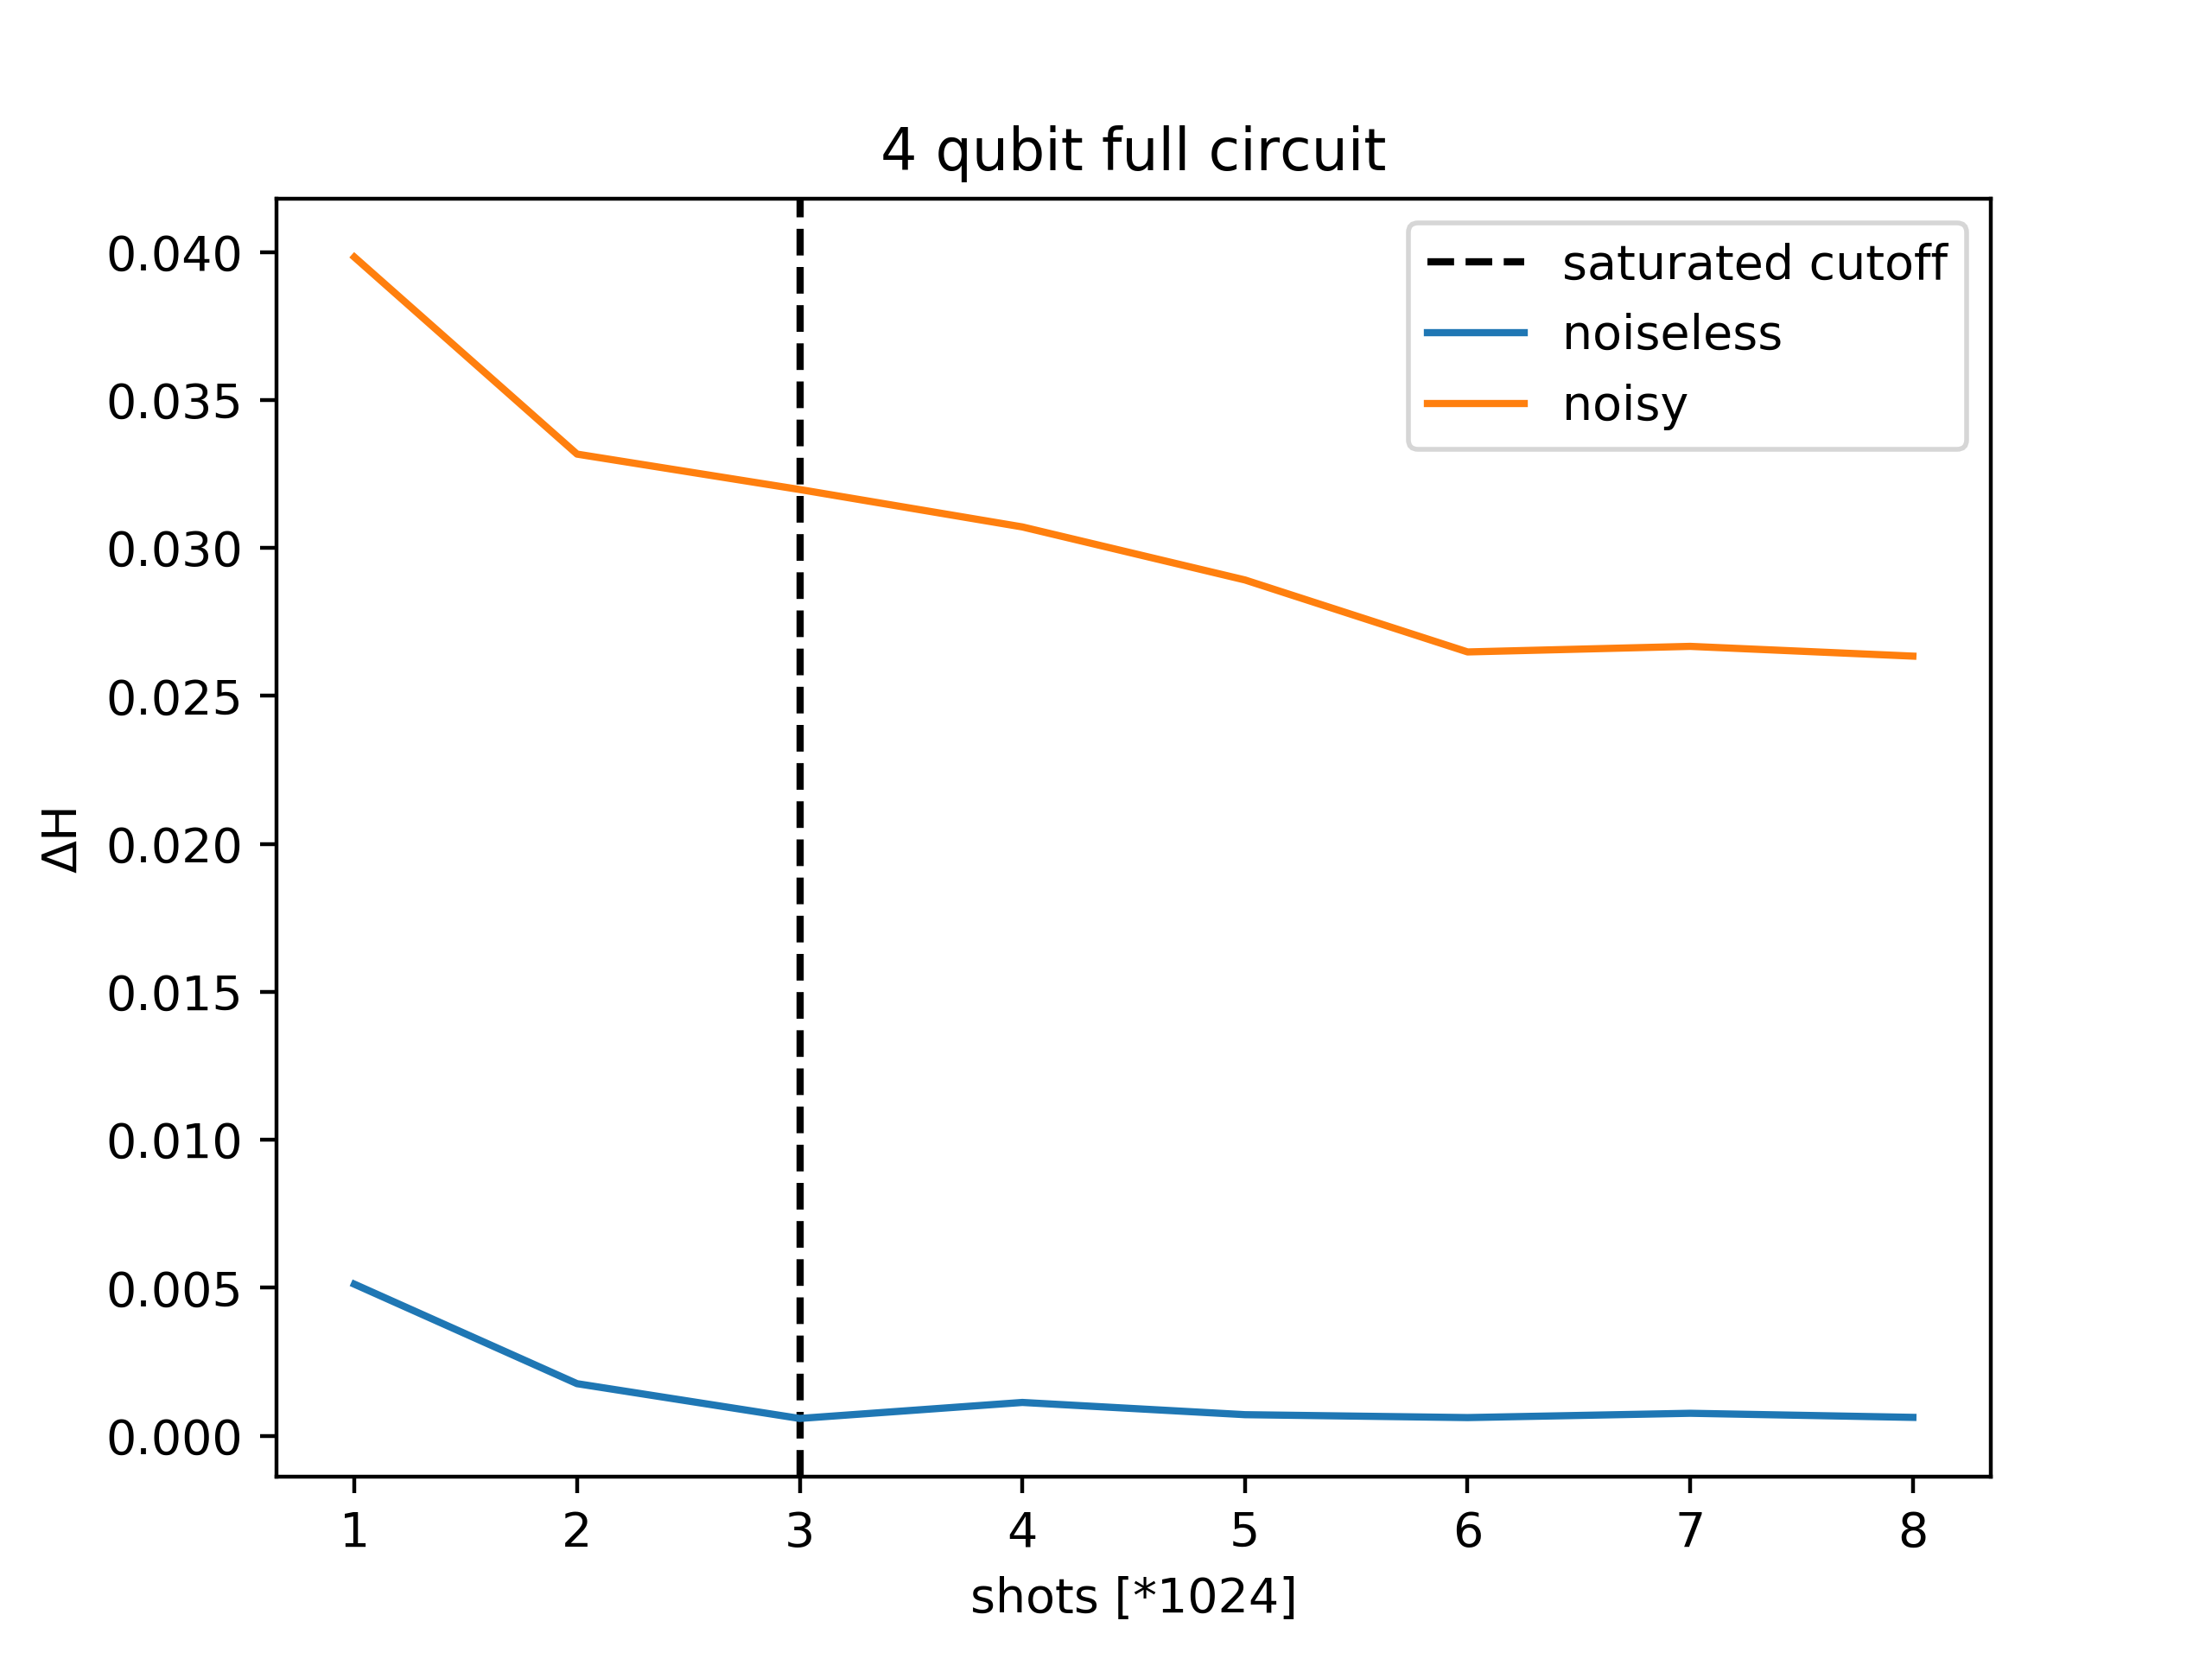 4 qubit full circuit
saturated cutoff
noiseless
noisy
0.040
0.035
0.030
0.025
0.020
0.015
0.010
0.005
0.000
ΔH
1 2 3 4 5 6 7 8
shots [*1024]